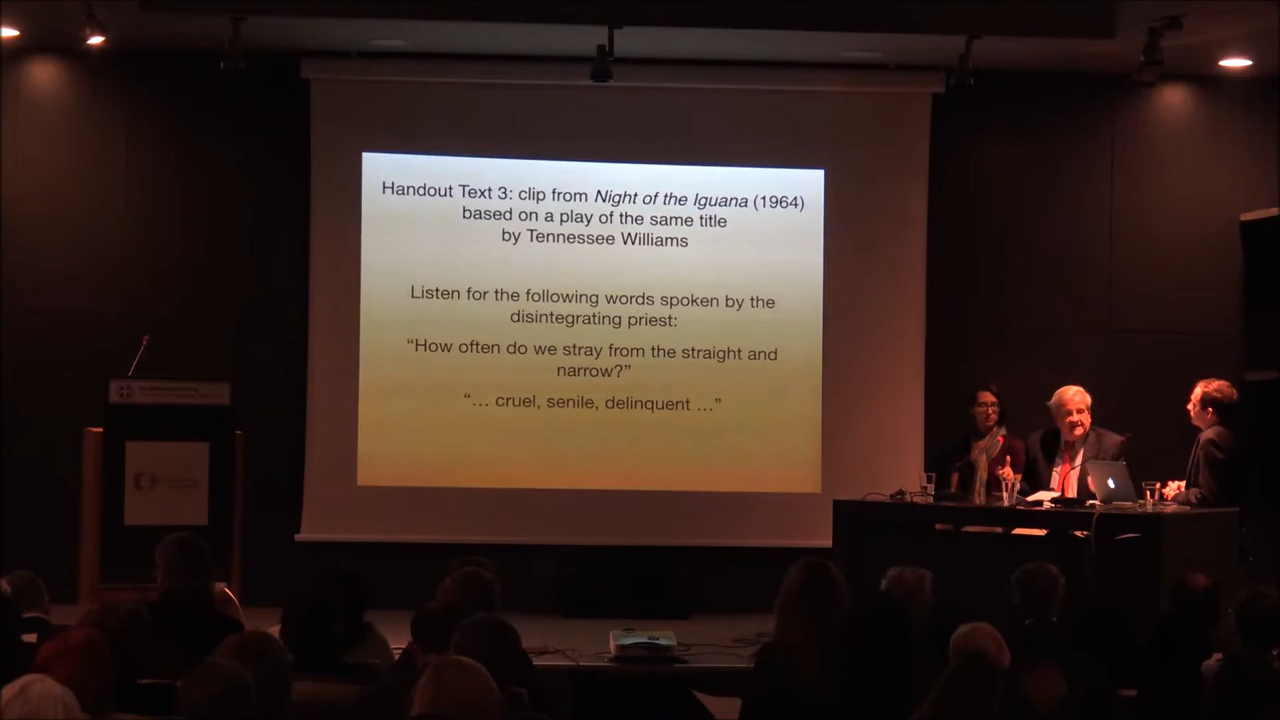 Handout Text 3: clip from Night of the Iguana (1964)
based on a play of the same title
by Tennessee Williams
Listen for the following words spoken by the
disintegrating priest:
“How often do we stray from the straight and
narrow?”
“... cruel, senile, delinquent ...”